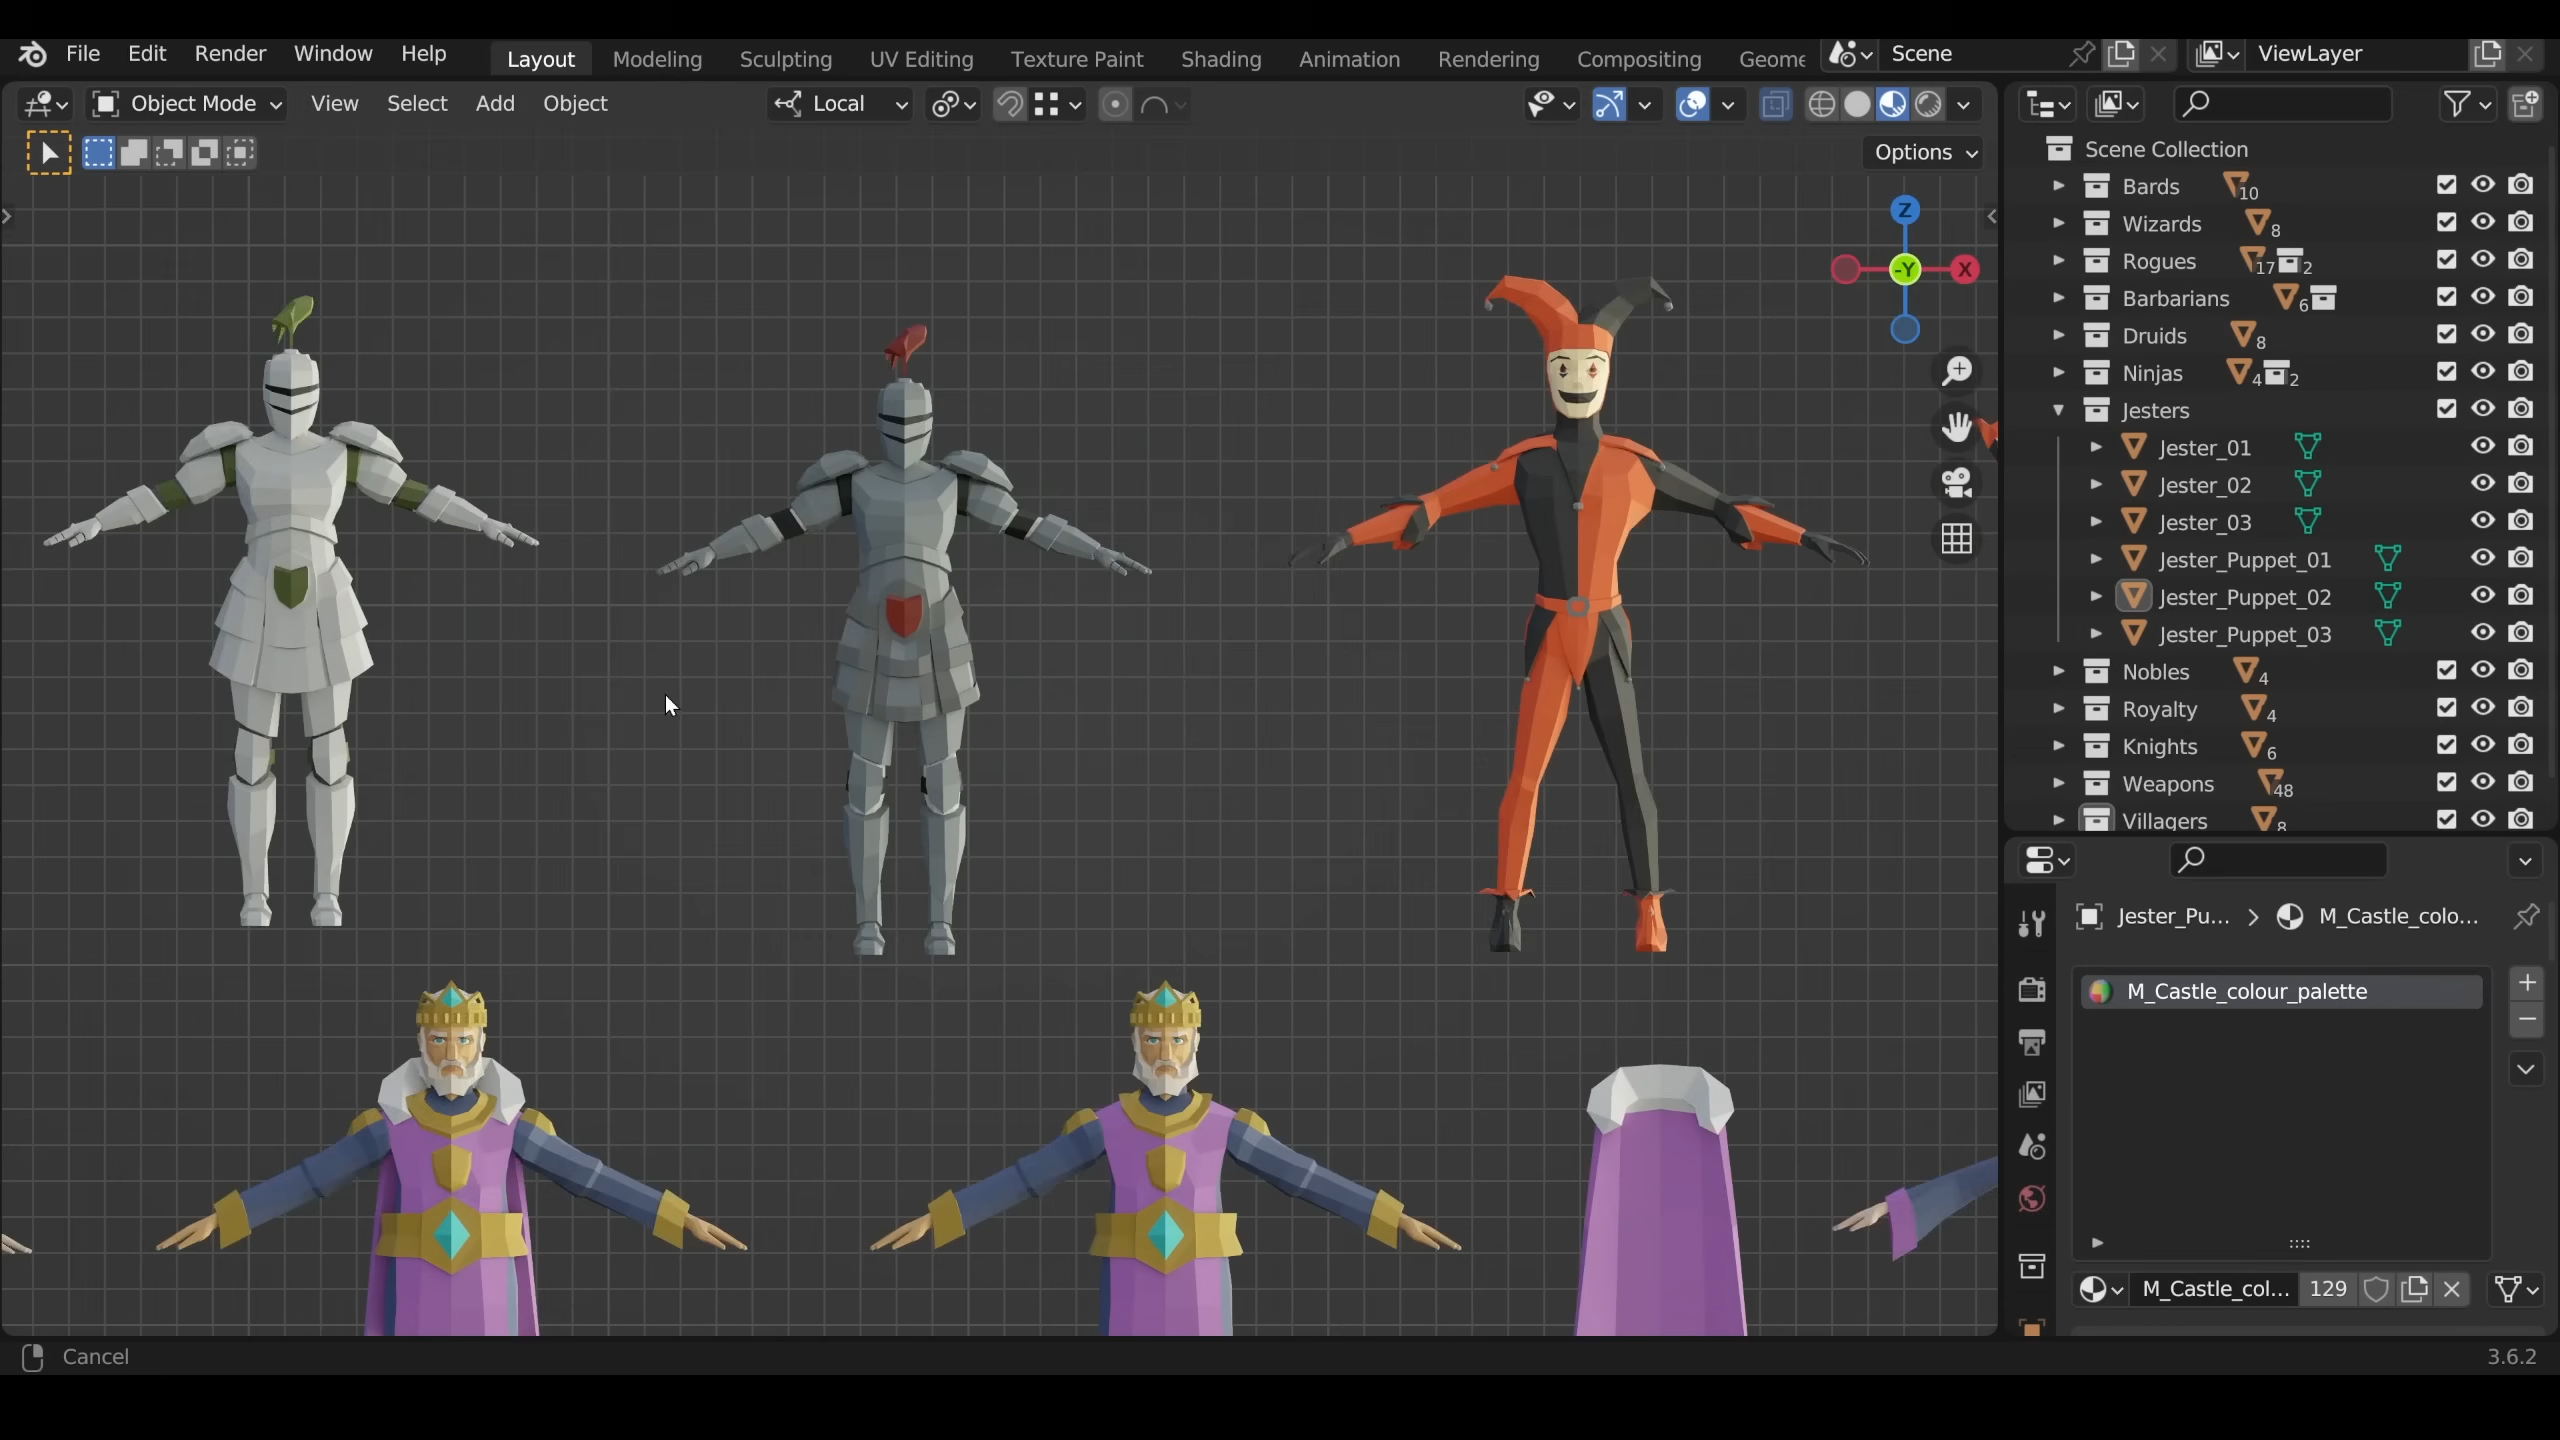 File Edit Render Window Help Layout Modeling Sculpting UV Editing Texture Paint Shading Animation Rendering Compositing Geome Scene ViewLayer
Object Mode View Select Add Object Local
Options
Z
-Y X
Scene Collection
Bards 10
Wizards 8
Rogues 17 2
Barbarians 6
Druids 8
Ninjas 4 2
Jesters
Jester_01
Jester_02
Jester_03
Jester_Puppet_01
Jester_Puppet_02
Jester_Puppet_03
Nobles 4
Royalty 4
Knights 6
Weapons 48
Villagers 8
Jester_Pu... M_Castle_colo...
M_Castle_colour_palette
M_Castle_col... 129
Cancel 3.6.2